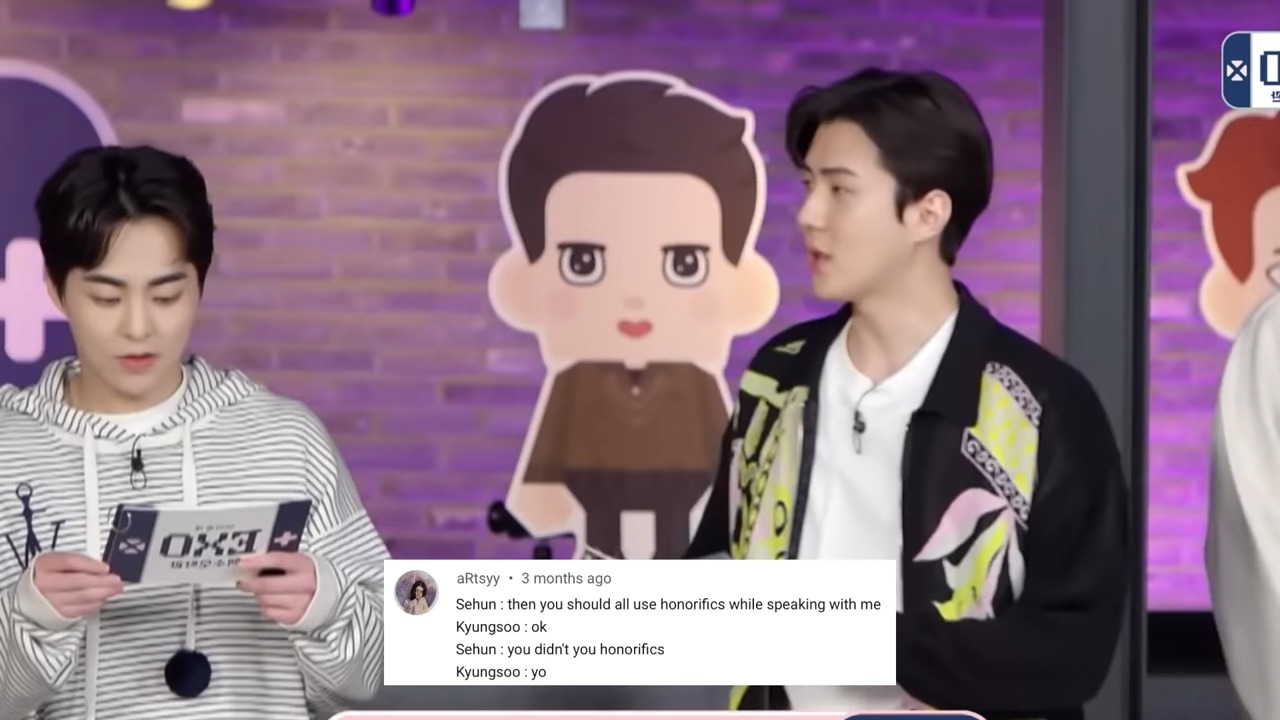 aRtsyy • 3 months ago
Sehun : then you should all use honorifics while speaking with me
Kyungsoo : ok
Sehun : you didn't you honorifics
Kyungsoo : yo